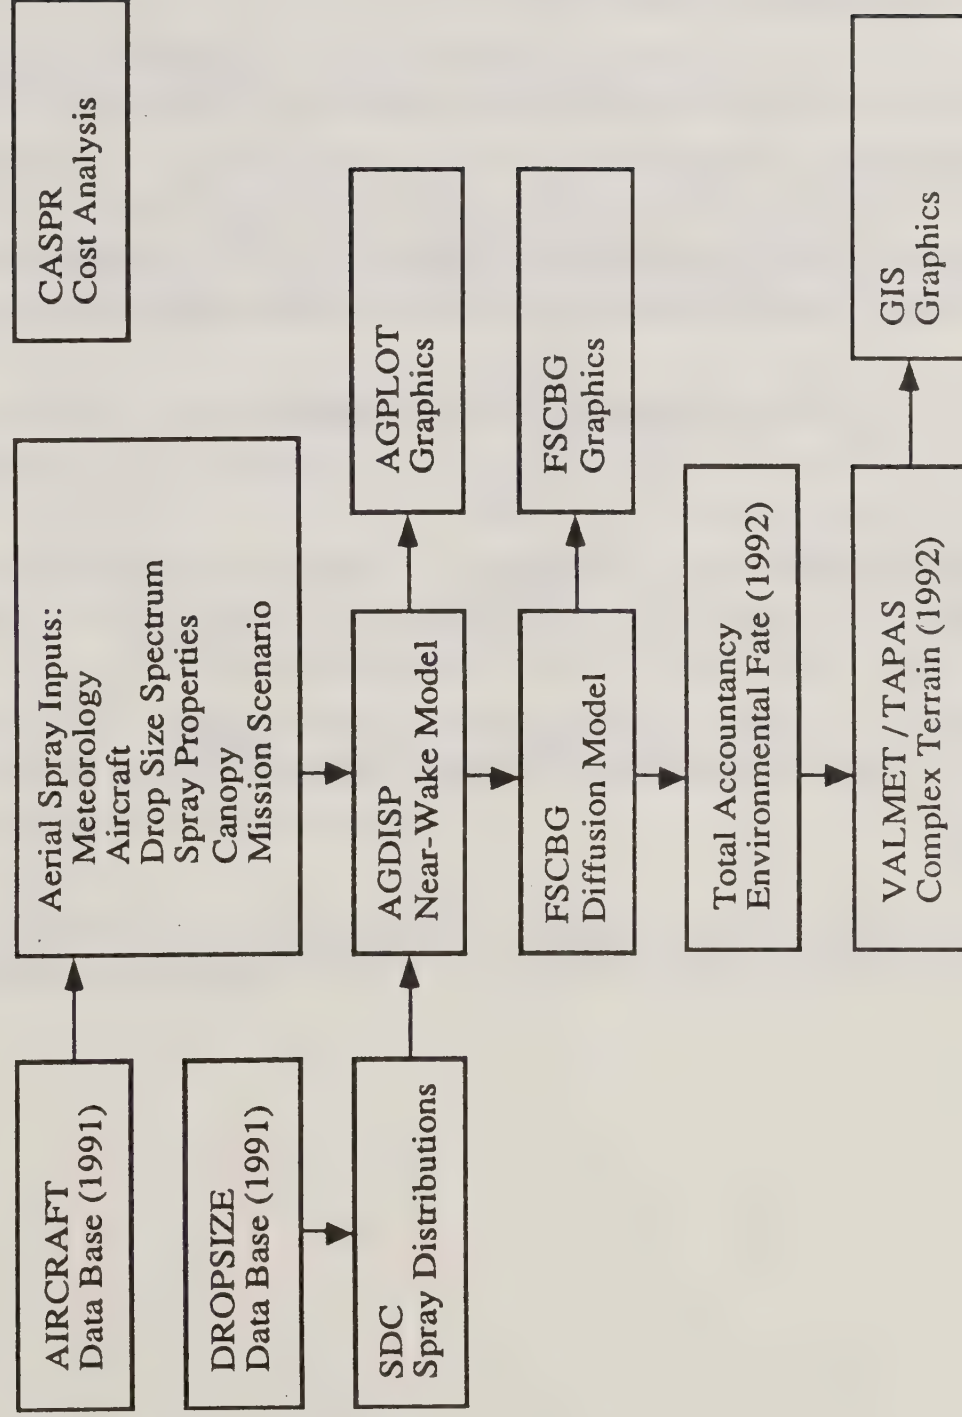 AIRCRAFT
Data Base (1991)
Aerial Spray Inputs:
Meteorology
Aircraft
Drop Size Spectrum
Spray Properties
Canopy
Mission Scenario
CASPR
Cost Analysis
DROPSIZE
Data Base (1991)
SDC
Spray Distributions
AGDISP
Near-Wake Model
AGPLOT
Graphics
FSCBG
Diffusion Model
FSCBG
Graphics
Total Accountancy
Environmental Fate (1992)
VALMET / TAPAS
Complex Terrain (1992)
GIS
Graphics